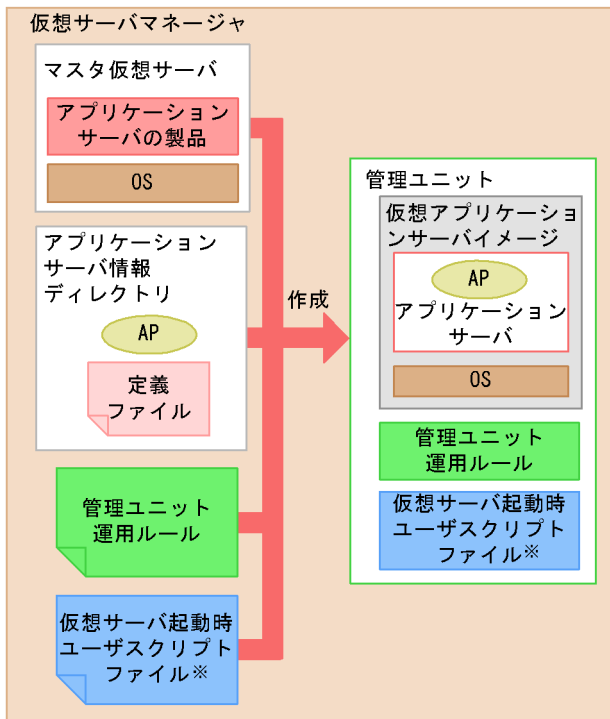 仮想サーバマネージャ
マスタ仮想サーバ
アプリケーション
サーバの製品
OS
アプリケーション
サーバ情報
ディレクトリ
AP
定義
ファイル
管理ユニット
運用ルール
仮想サーバ起動時
ユーザスクリプト
ファイル※
作成
管理ユニット
仮想アプリケーショ
ンサーバイメージ
AP
アプリケーション
サーバ
OS
管理ユニット
運用ルール
仮想サーバ起動時
ユーザスクリプト
ファイル※